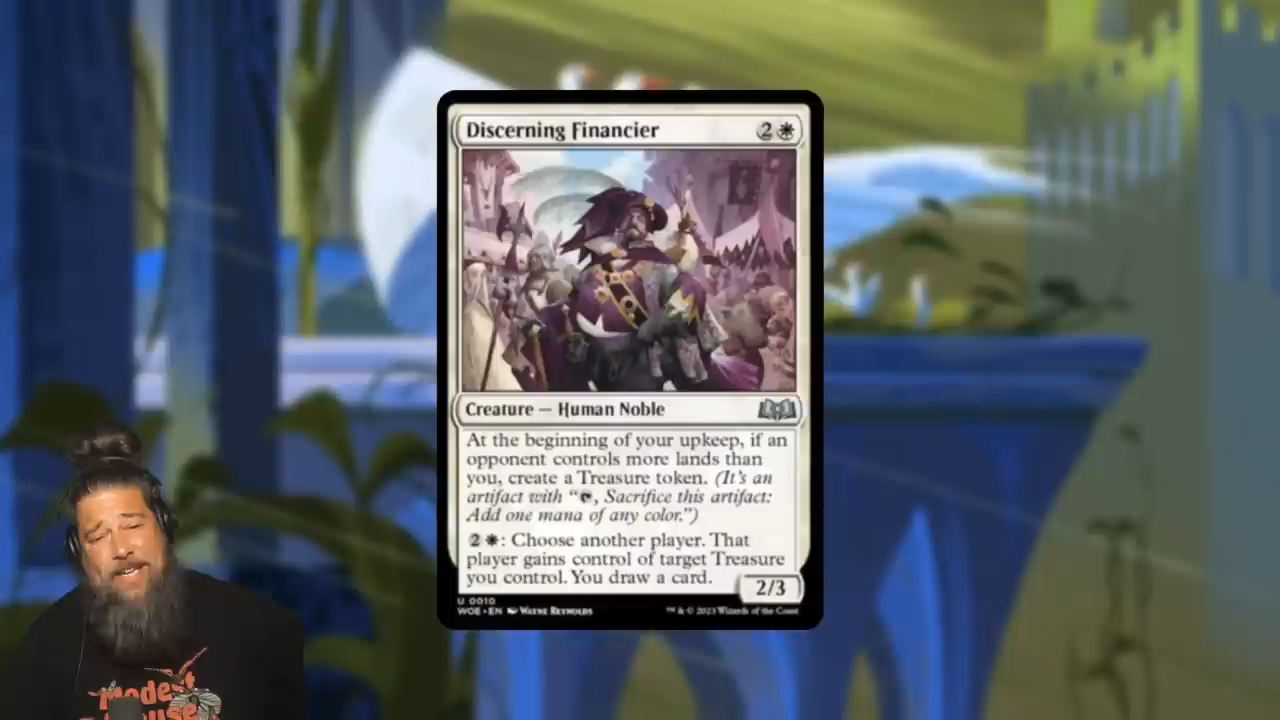 Discerning Financier
2
Creature — Human Noble
At the beginning of your upkeep, if an
opponent controls more lands than
you, create a Treasure token. (It's an
artifact with “, Sacrifice this artifact:
Add one mana of any color.”)
2 : Choose another player. That
player gains control of target Treasure
you control. You draw a card.
2/3
U 0010
WOE • EN WAYNE REYNOLDS
™ & © 2023 Wizards of the Coast
Modest